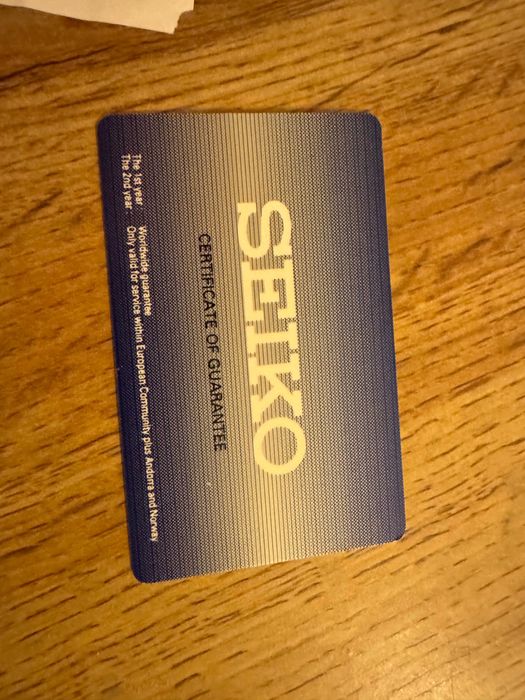 SEIKO
CERTIFICATE OF GUARANTEE
The 1st year: Worldwide guarantee
The 2nd year: Only valid for service within European Community plus Andorra and Norway